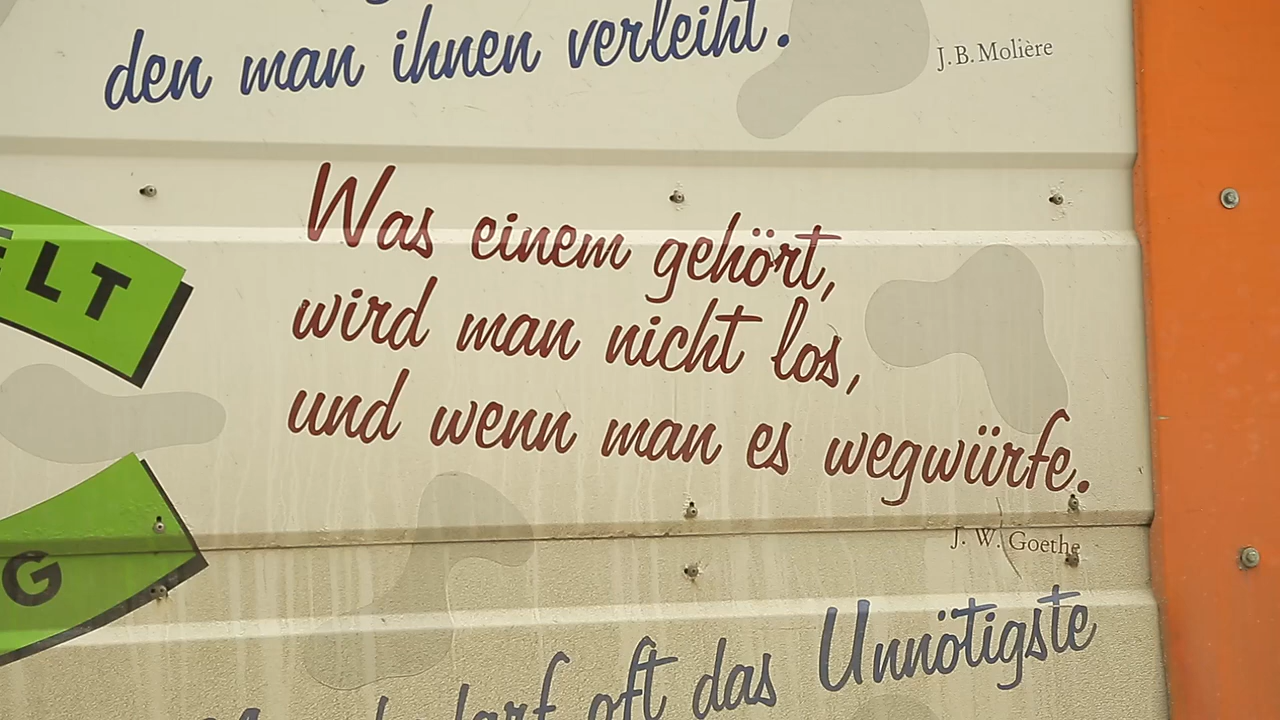 den man ihnen verleiht.
J.B. Molière
Was einem gehört,
wird man nicht los,
und wenn man es wegwürfe.
J. W. Goethe
ELT
G
darf oft das Unnötigste